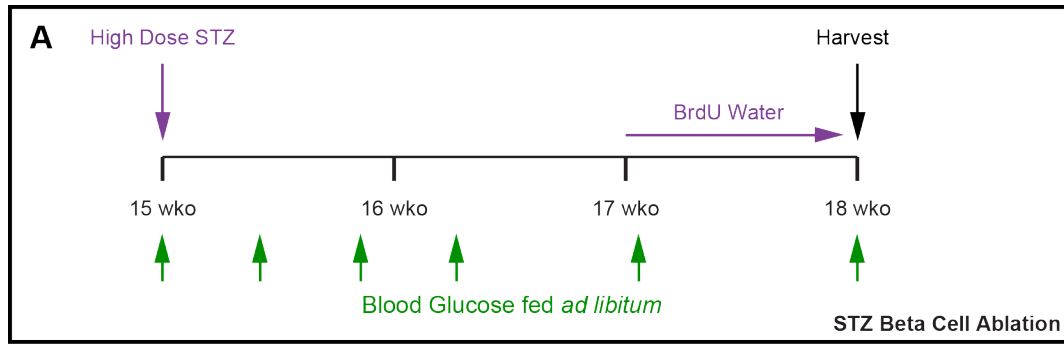 A
High Dose STZ
Harvest
BrdU Water
15 wko
16 wko
17 wko
18 wko
Blood Glucose fed ad libitum
STZ Beta Cell Ablation